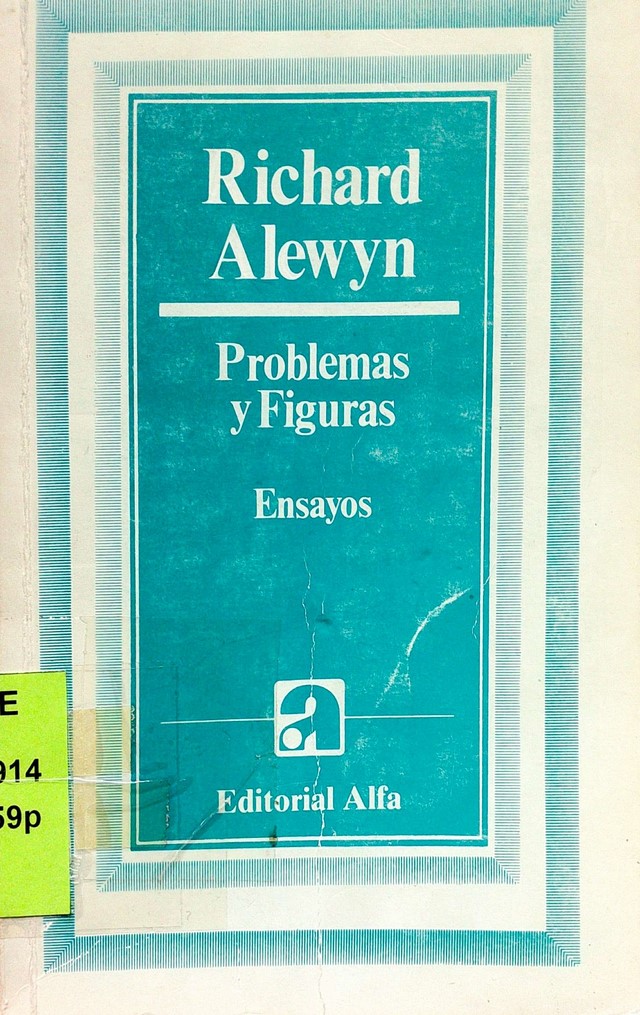 Richard
Alewyn
Problemas
y Figuras
Ensayos
a
Editorial Alfa
E
914
59p